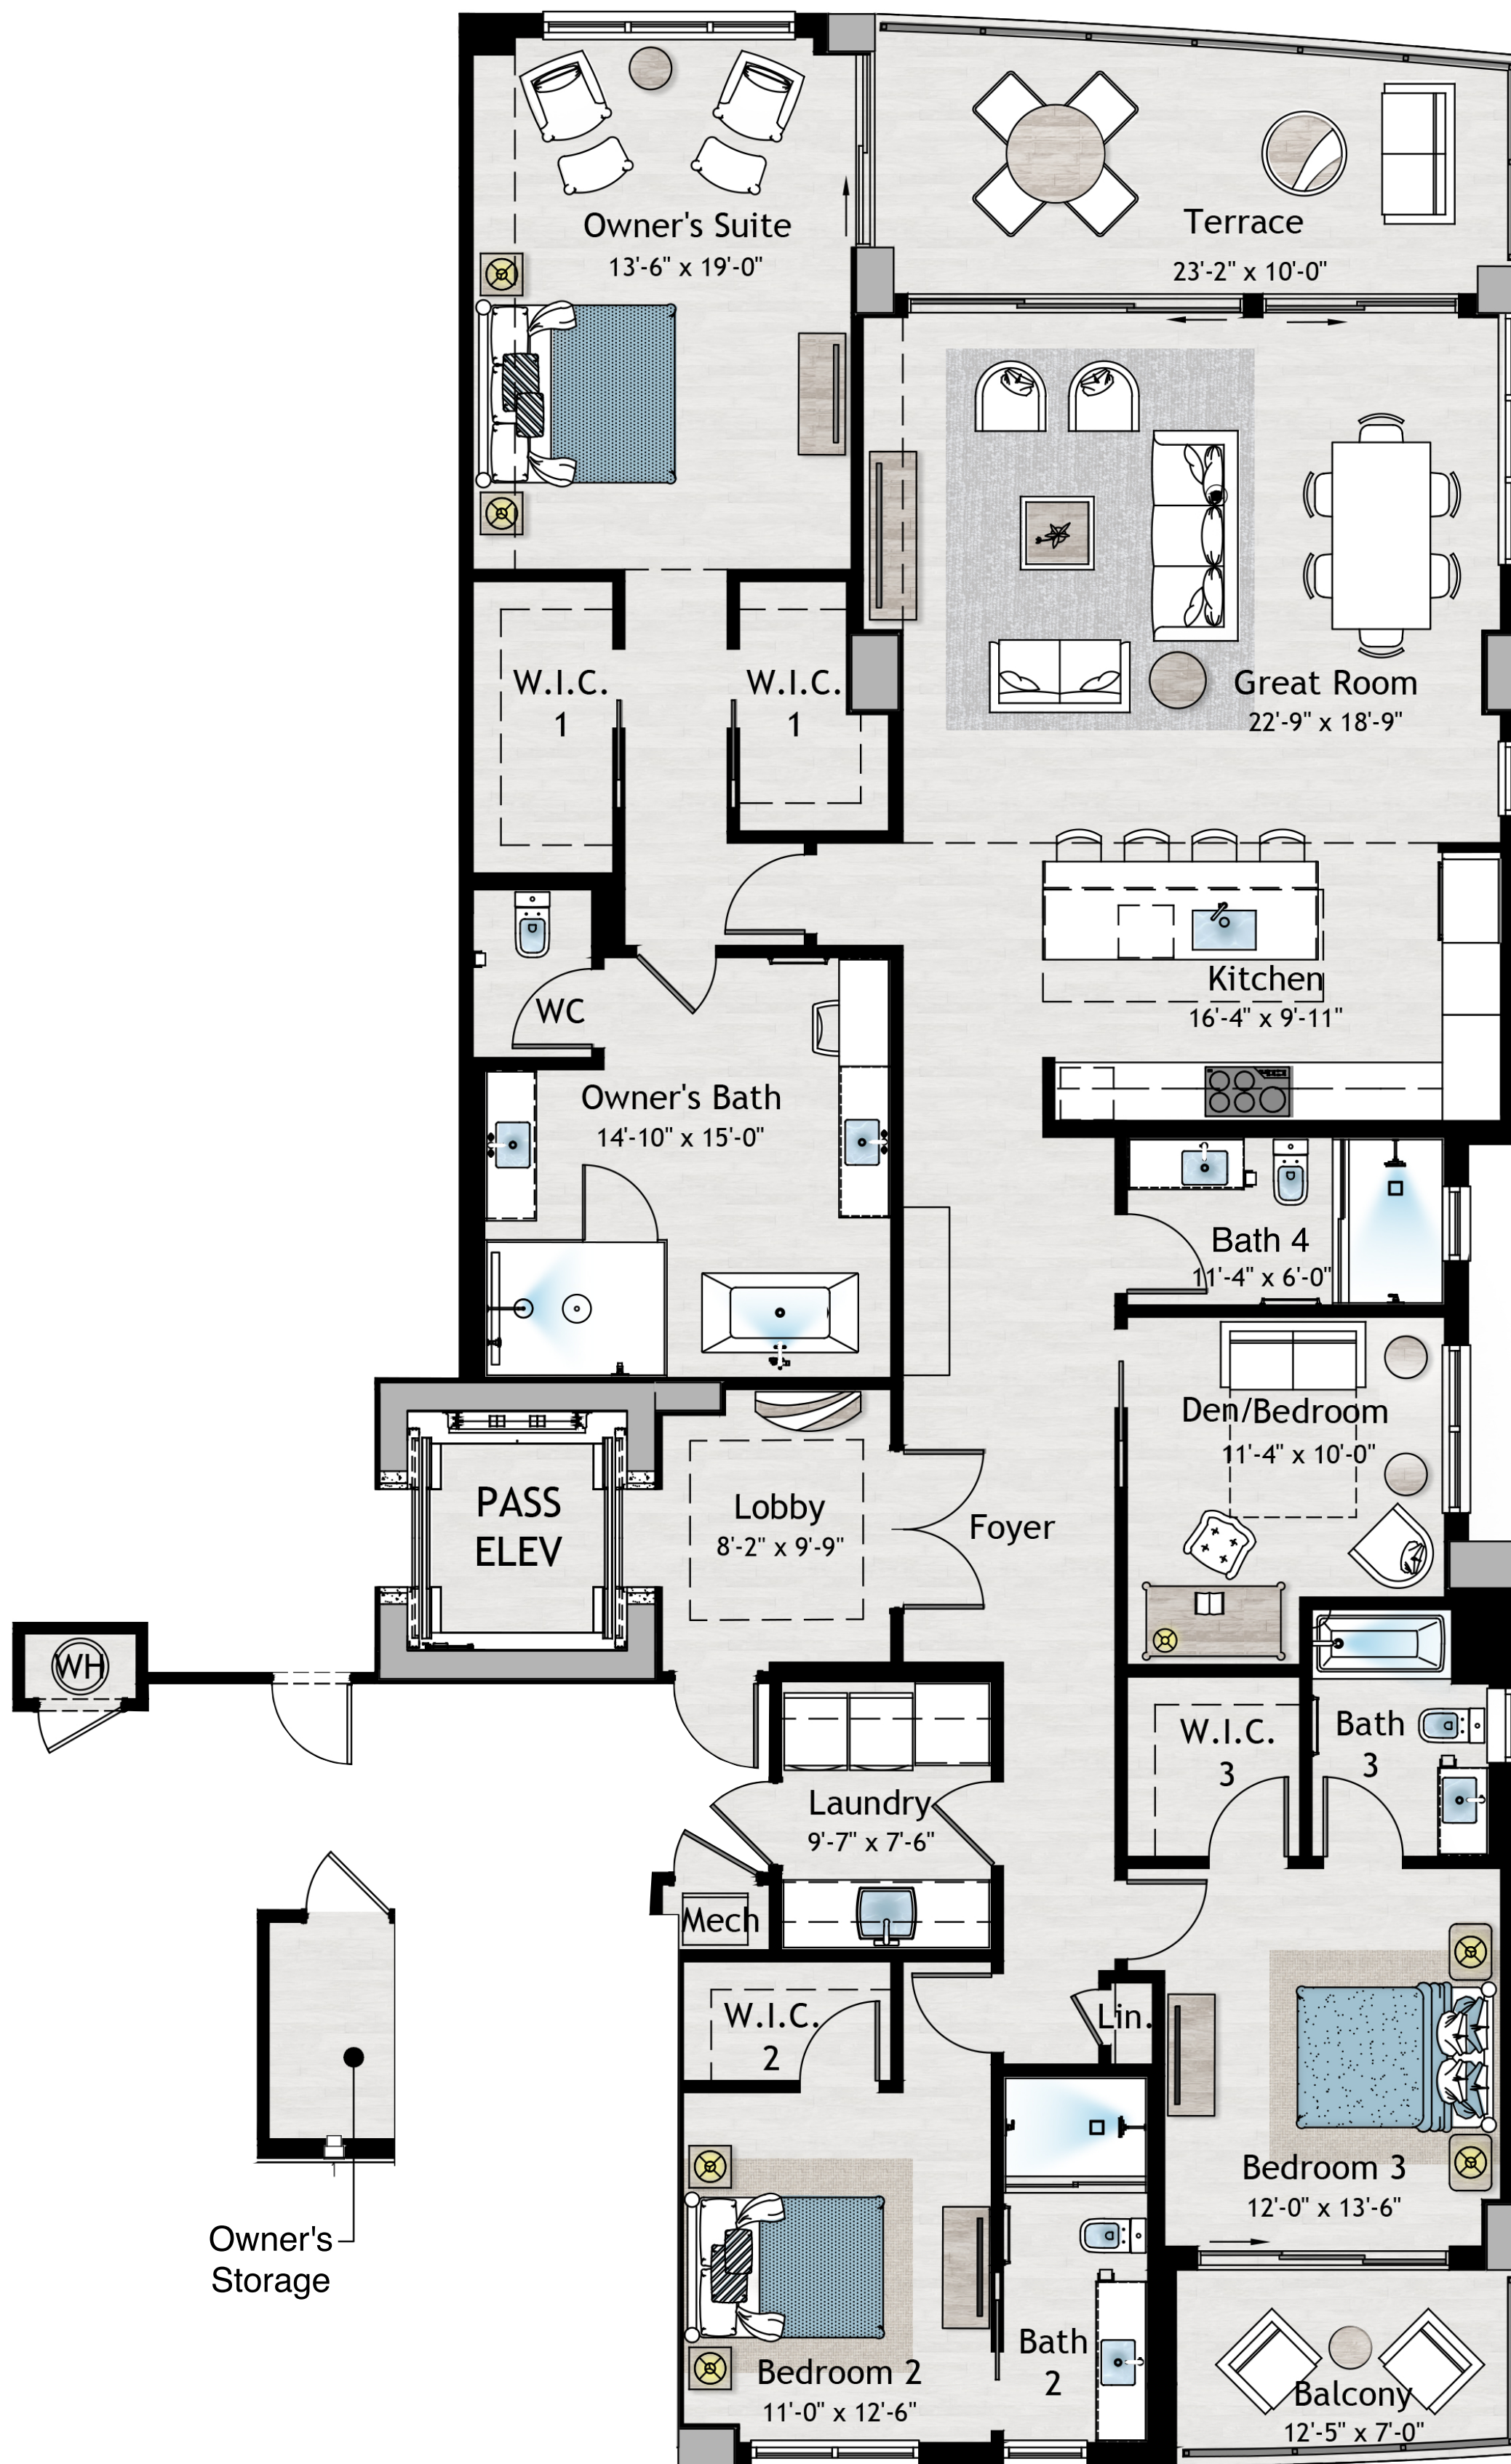 Owner's Suite
13'-6" x 19'-0"
Terrace
23'-2" x 10'-0"
W.I.C.
1
W.I.C.
1
Great Room
22'-9" x 18'-9"
WC
Kitchen
16'-4" x 9'-11"
Owner's Bath
14'-10" x 15'-0"
Bath 4
11'-4" x 6'-0"
Den/Bedroom
11'-4" x 10'-0"
PASS
ELEV
Lobby
8'-2" x 9'-9"
Foyer
WH
W.I.C.
3
Bath
3
Laundry
9'-7" x 7'-6"
Mech
W.I.C.
2
Lin.
Owner's
Storage
Bedroom 3
12'-0" x 13'-6"
Bath
2
Bedroom 2
11'-0" x 12'-6"
Balcony
12'-5" x 7'-0"